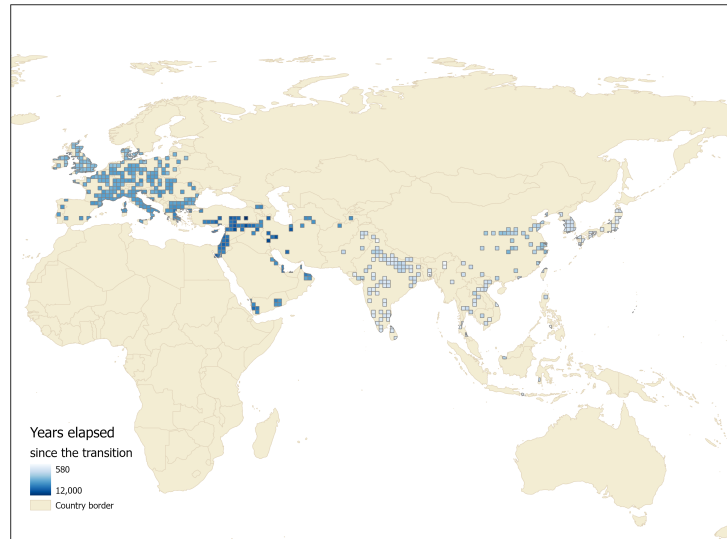 Years elapsed
since the transition
580
12,000
Country border